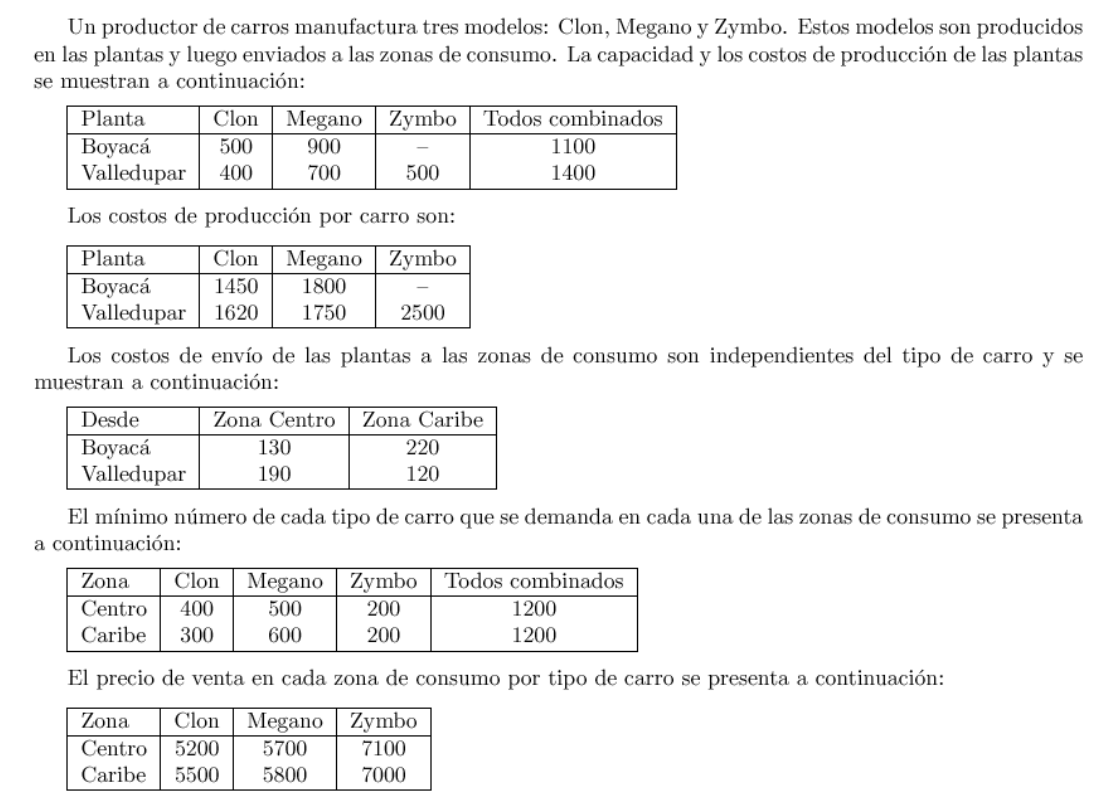 Un productor de carros manufactura tres modelos: Clon, Megano y Zymbo. Estos modelos son producidos
en las plantas y luego enviados a las zonas de consumo. La capacidad y los costos de producción de las plantas
se muestran a continuación:
Planta Clon Megano Zymbo Todos combinados
Boyacá 500 900 – 1100
Valledupar 400 700 500 1400
Los costos de producción por carro son:
Planta Clon Megano Zymbo
Boyacá 1450 1800 –
Valledupar 1620 1750 2500
Los costos de envío de las plantas a las zonas de consumo son independientes del tipo de carro y se
muestran a continuación:
Desde Zona Centro Zona Caribe
Boyacá 130 220
Valledupar 190 120
El mínimo número de cada tipo de carro que se demanda en cada una de las zonas de consumo se presenta
a continuación:
Zona Clon Megano Zymbo Todos combinados
Centro 400 500 200 1200
Caribe 300 600 200 1200
El precio de venta en cada zona de consumo por tipo de carro se presenta a continuación:
Zona Clon Megano Zymbo
Centro 5200 5700 7100
Caribe 5500 5800 7000